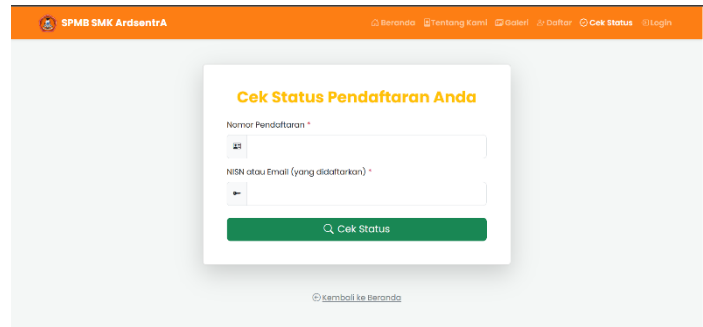 SPMB SMK ArdsentrA
Beranda Tentang Kami Galeri Daftar Cek Status Login
Cek Status Pendaftaran Anda
Nomor Pendaftaran *
NISN atau Email (yang didaftarkan) *
Cek Status
Kembali ke Beranda